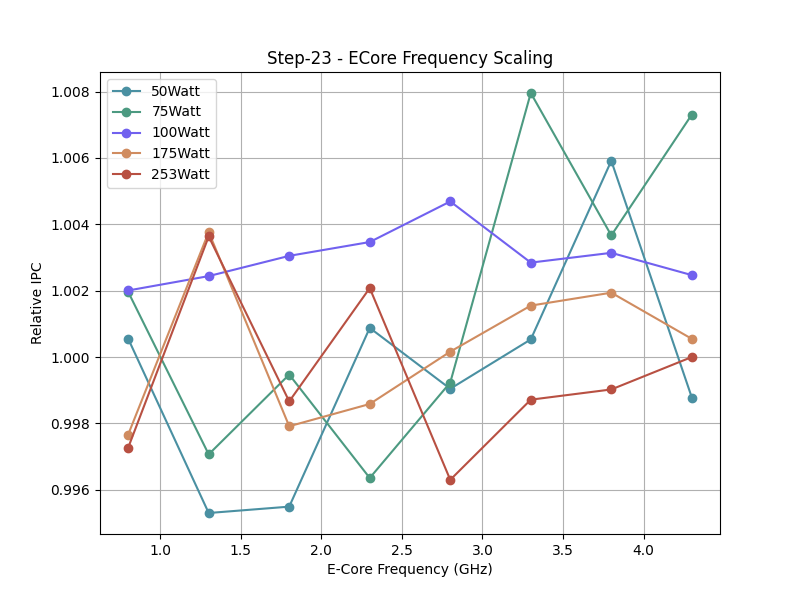 Step-23 - ECore Frequency Scaling
50Watt
75Watt
100Watt
175Watt
253Watt
1.008
1.006
1.004
1.002
1.000
0.998
0.996
Relative IPC
1.0
1.5
2.0
2.5
3.0
3.5
4.0
E-Core Frequency (GHz)